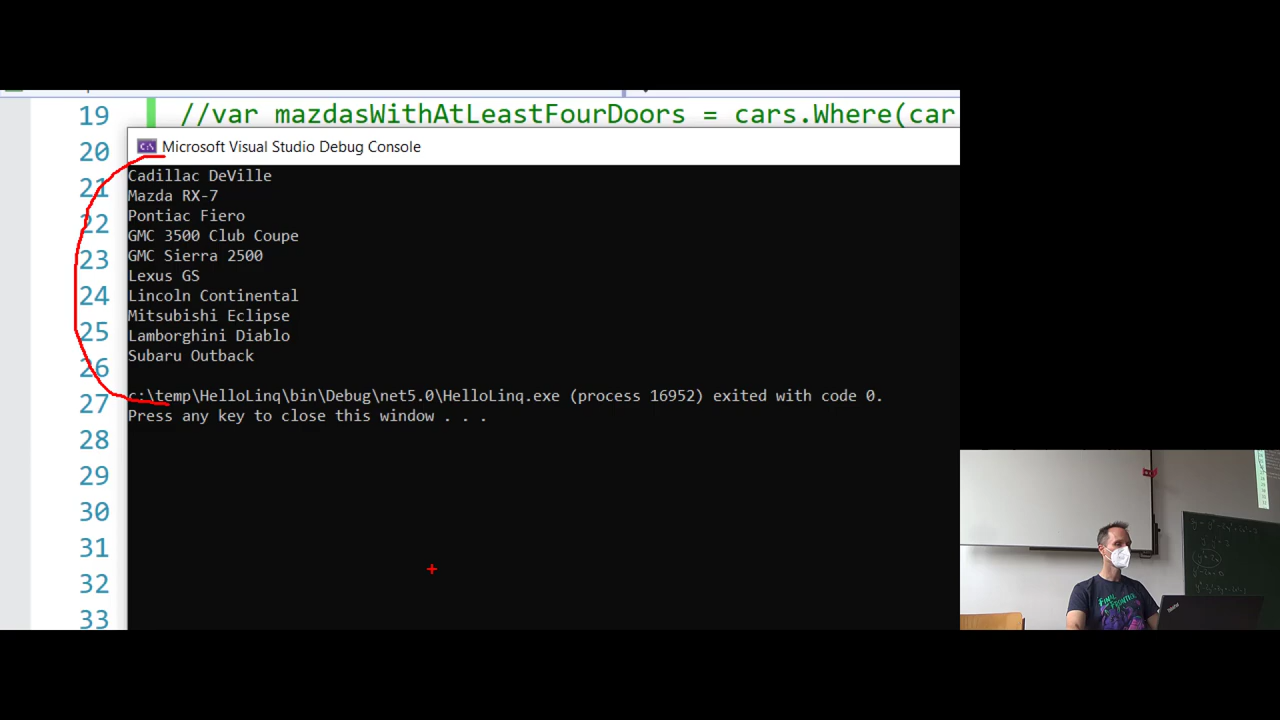 19 //var mazdasWithAtLeastFourDoors = cars.Where(car
20
21
22
23
24
25
26
27
28
29
30
31
32
33
Microsoft Visual Studio Debug Console
Cadillac DeVille
Mazda RX-7
Pontiac Fiero
GMC 3500 Club Coupe
GMC Sierra 2500
Lexus GS
Lincoln Continental
Mitsubishi Eclipse
Lamborghini Diablo
Subaru Outback
c:\temp\HelloLinq\bin\Debug\net5.0\HelloLinq.exe (process 16952) exited with code 0.
Press any key to close this window . . .
FINAL
FRONTIER